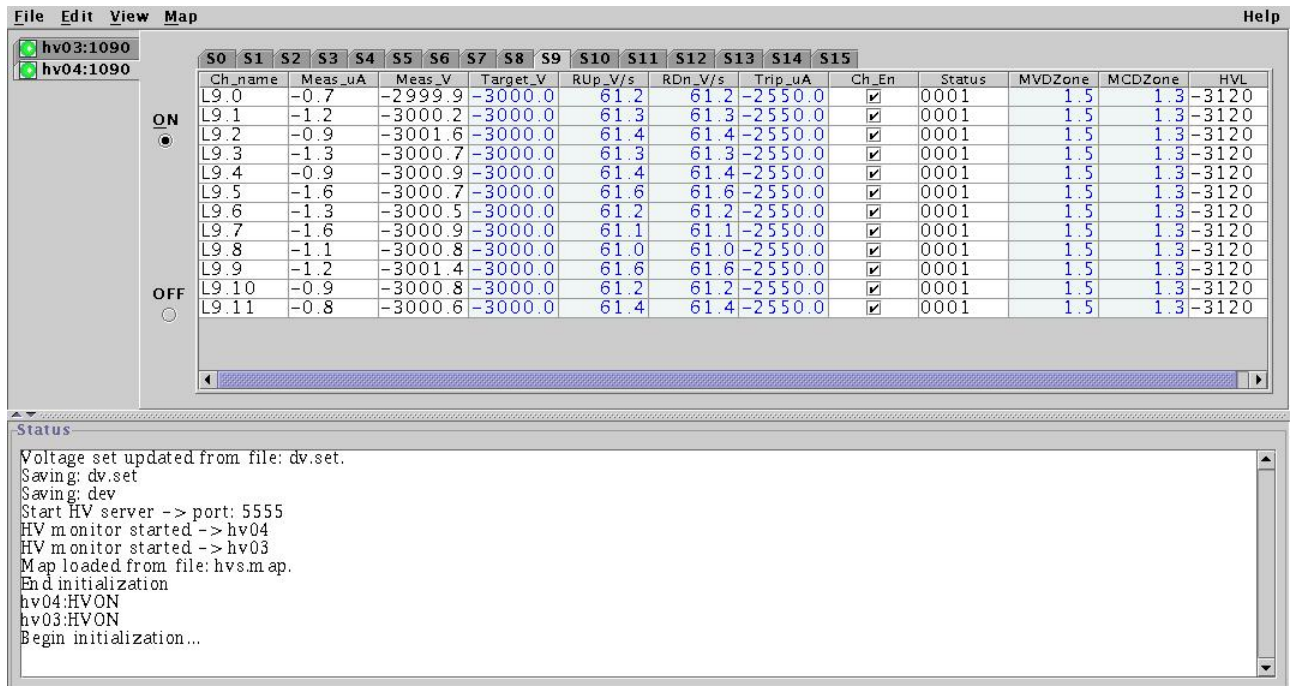 File Edit View Map Help
hv03:1090
hv04:1090
S0 S1 S2 S3 S4 S5 S6 S7 S8 S9 S10 S11 S12 S13 S14 S15
Ch_name Meas_uA Meas_V Target_V RUp_V/s RDn_V/s Trip_uA Ch_En Status MVDZone MCDZone HVL
L9.0 -0.7 -2999.9 -3000.0 61.2 61.2 -2550.0 0001 1.5 1.3 -3120
L9.1 -1.2 -3000.2 -3000.0 61.3 61.3 -2550.0 0001 1.5 1.3 -3120
L9.2 -0.9 -3001.6 -3000.0 61.4 61.4 -2550.0 0001 1.5 1.3 -3120
L9.3 -1.3 -3000.7 -3000.0 61.3 61.3 -2550.0 0001 1.5 1.3 -3120
L9.4 -0.9 -3000.9 -3000.0 61.4 61.4 -2550.0 0001 1.5 1.3 -3120
L9.5 -1.6 -3000.7 -3000.0 61.6 61.6 -2550.0 0001 1.5 1.3 -3120
L9.6 -1.3 -3000.5 -3000.0 61.2 61.2 -2550.0 0001 1.5 1.3 -3120
L9.7 -1.6 -3000.9 -3000.0 61.1 61.1 -2550.0 0001 1.5 1.3 -3120
L9.8 -1.1 -3000.8 -3000.0 61.0 61.0 -2550.0 0001 1.5 1.3 -3120
L9.9 -1.2 -3001.4 -3000.0 61.6 61.6 -2550.0 0001 1.5 1.3 -3120
L9.10 -0.9 -3000.8 -3000.0 61.2 61.2 -2550.0 0001 1.5 1.3 -3120
L9.11 -0.8 -3000.6 -3000.0 61.4 61.4 -2550.0 0001 1.5 1.3 -3120
ON
OFF
Status
Voltage set updated from file: dv.set.
Saving: dv.set
Saving: dev
Start HV server -> port: 5555
HV monitor started -> hv04
HV monitor started -> hv03
Map loaded from file: hvs.map.
End initialization
hv04:HVON
hv03:HVON
Begin initialization...